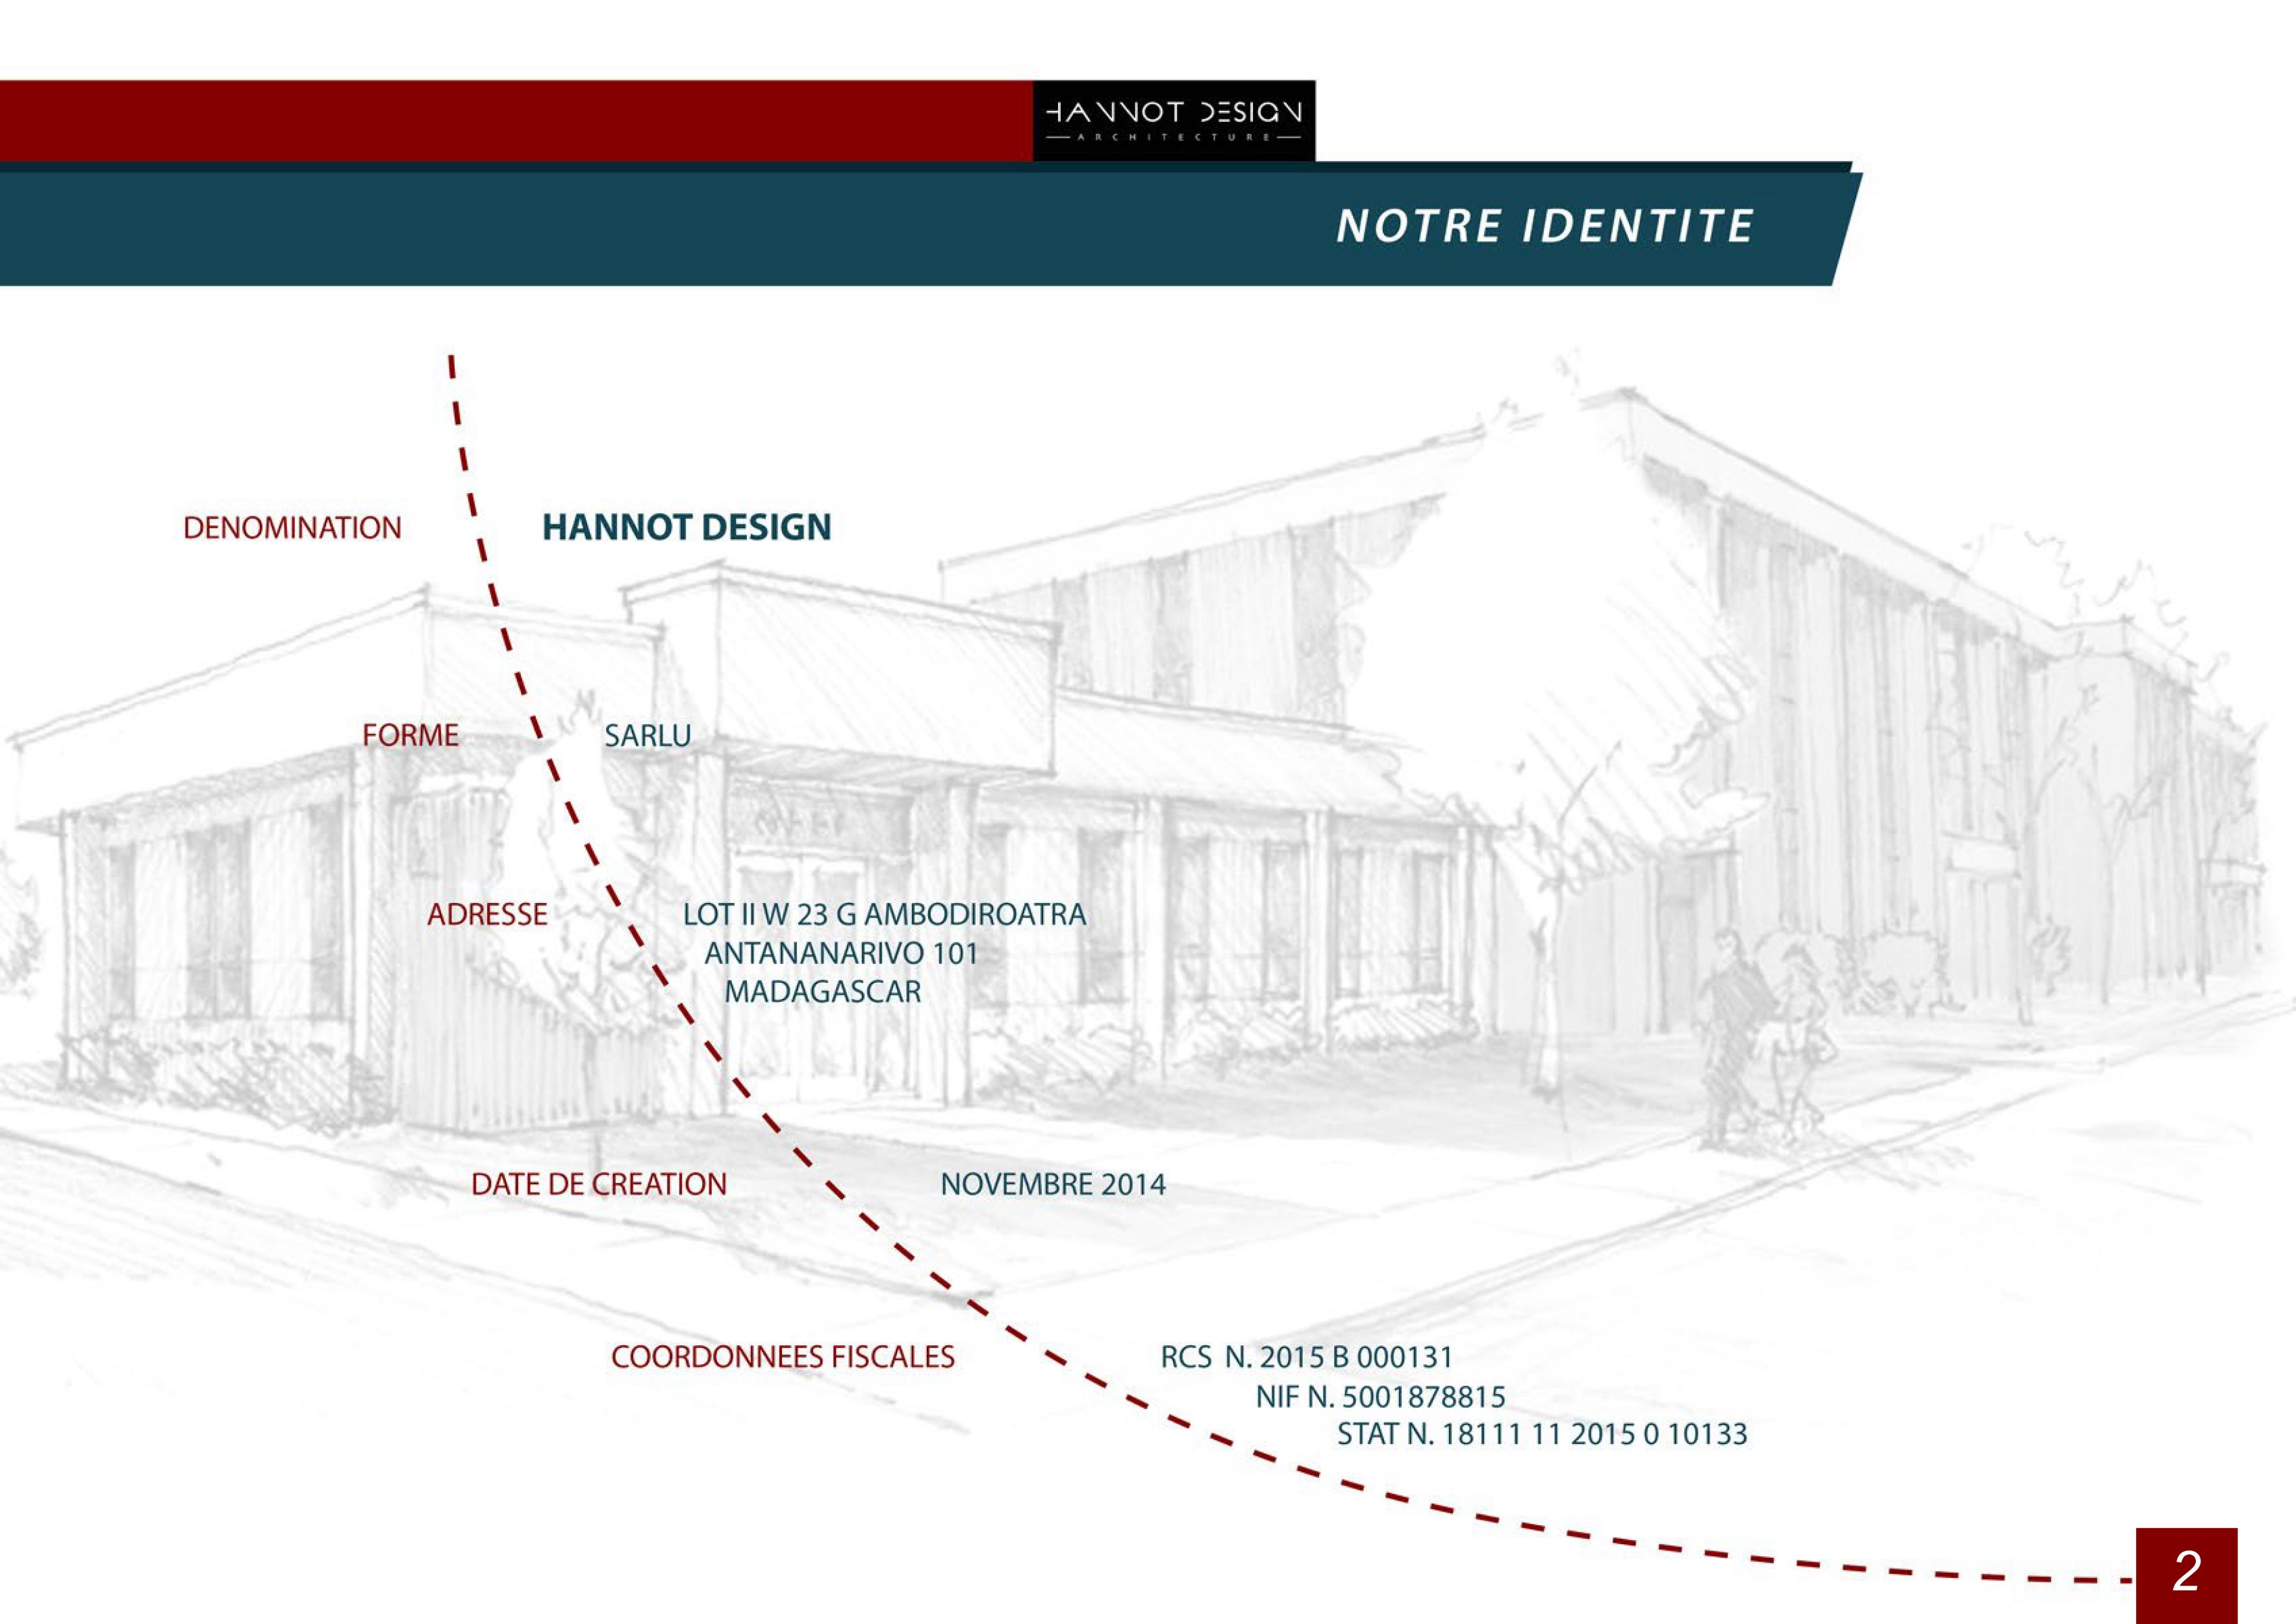 HANNOT DESIGN
ARCHITECTURE
NOTRE IDENTITE
DENOMINATION
HANNOT DESIGN
FORME
SARLU
ADRESSE
LOT II W 23 G AMBODIROATRA
ANTANANARIVO 101
MADAGASCAR
DATE DE CREATION
NOVEMBRE 2014
COORDONNEES FISCALES
RCS N. 2015 B 000131
NIF N. 5001878815
STAT N. 18111 11 2015 0 10133
2